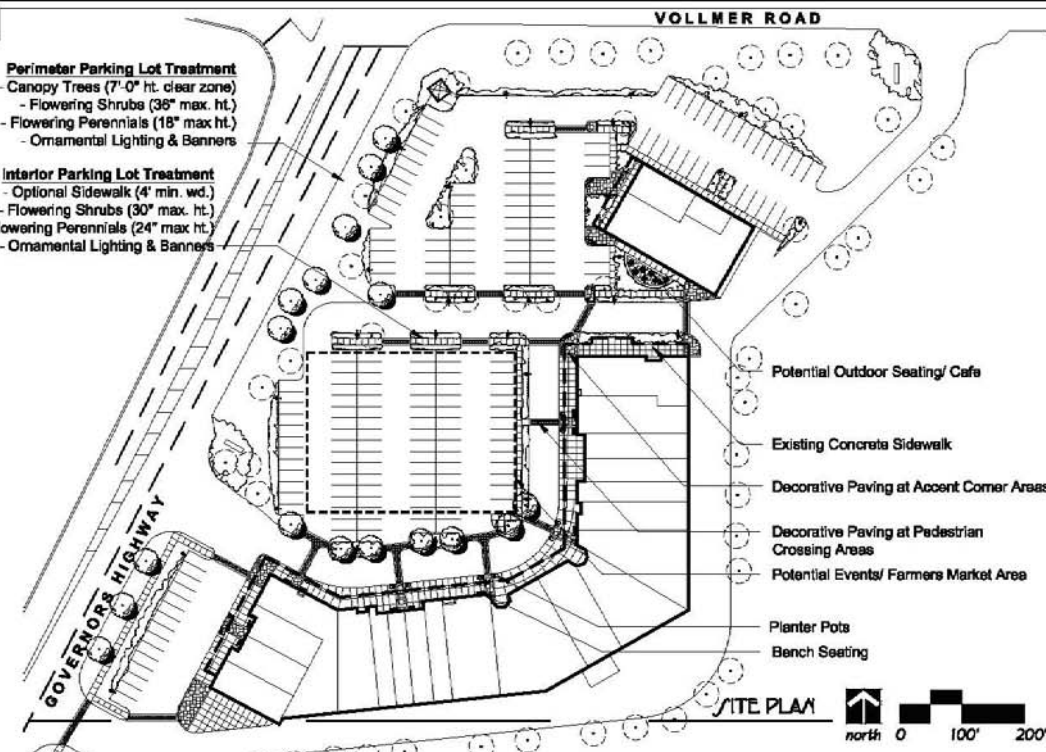 VOLLMER ROAD
Perimeter Parking Lot Treatment
- Canopy Trees (7'-0" ht. clear zone)
- Flowering Shrubs (36" max. ht.)
- Flowering Perennials (18" max ht.)
- Ornamental Lighting & Banners
Interior Parking Lot Treatment
- Optional Sidewalk (4' min. wd.)
- Flowering Shrubs (30" max. ht.)
owering Perennials (24" max ht.)
- Ornamental Lighting & Banners
GOVERNORS HIGHWAY
Potential Outdoor Seating/ Cafe
Existing Concrete Sidewalk
Decorative Paving at Accent Corner Areas
Decorative Paving at Pedestrian
Crossing Areas
Potential Events/ Farmers Market Area
Planter Pots
Bench Seating
SITE PLAN
north 0 100' 200'